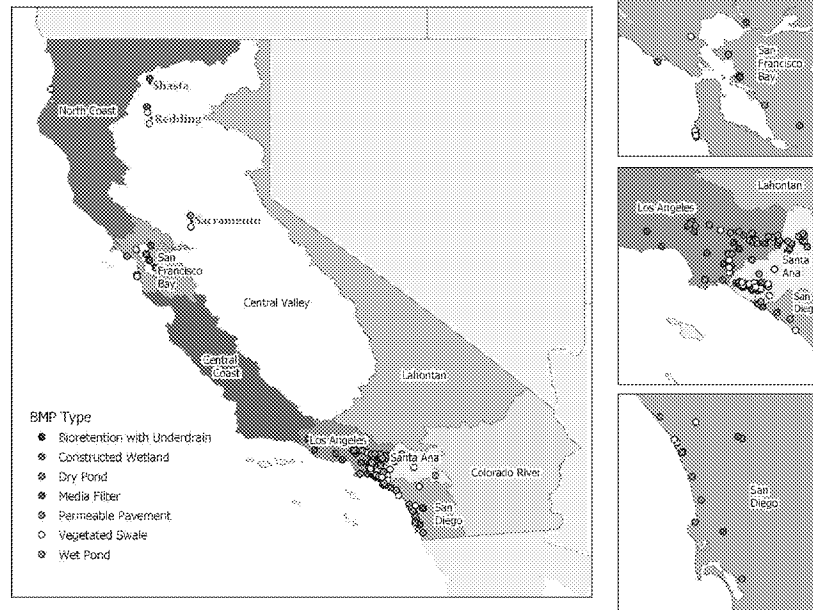 Shasta
North Coast
Redding
Sacramento
San
Francisco
Bay
Central Valley
Central
Coast
Lahontan
BMP Type
Bioretention with Underdrain
Constructed Wetland
Dry Pond
Media Filter
Permeable Pavement
Vegetated Swale
Wet Pond
Los Angeles
Santa Ana
Colorado River
San
Diego
San
Francisco
Bay
Lahontan
Los Angeles
Santa
Ana
San
Dieg
San
Diego